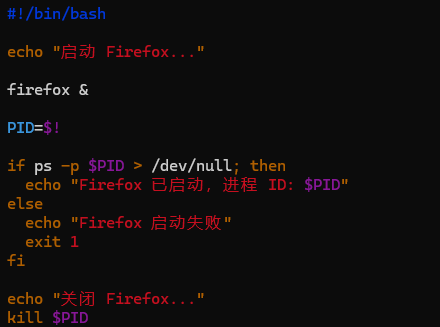 #!/bin/bash
echo "启动 Firefox..."
firefox &
PID=$!
if ps -p $PID > /dev/null; then
  echo "Firefox 已启动, 进程 ID: $PID"
else
  echo "Firefox 启动失败"
  exit 1
fi
echo "关闭 Firefox..."
kill $PID